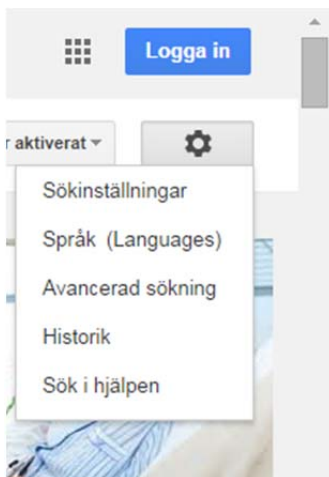 Logga in
r aktiverat
Sökinställningar
Språk (Languages)
Avancerad sökning
Historik
Sök i hjälpen